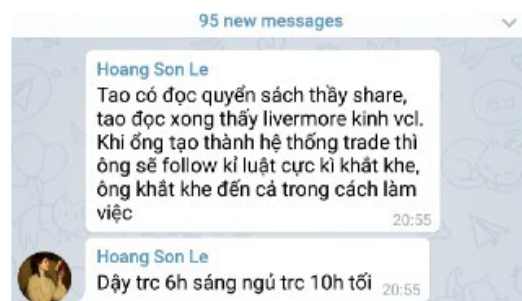 95 new messages
Hoang Son Le
Tao có đọc quyển sách thầy share,
tao đọc xong thấy livermore kinh vcl.
Khi ổng tạo thành hệ thống trade thì
ông sẽ follow kỉ luật cực kì khắt khe,
ông khắt khe đến cả trong cách làm
việc
20:55
Hoang Son Le
Dậy trc 6h sáng ngủ trc 10h tối 20:55